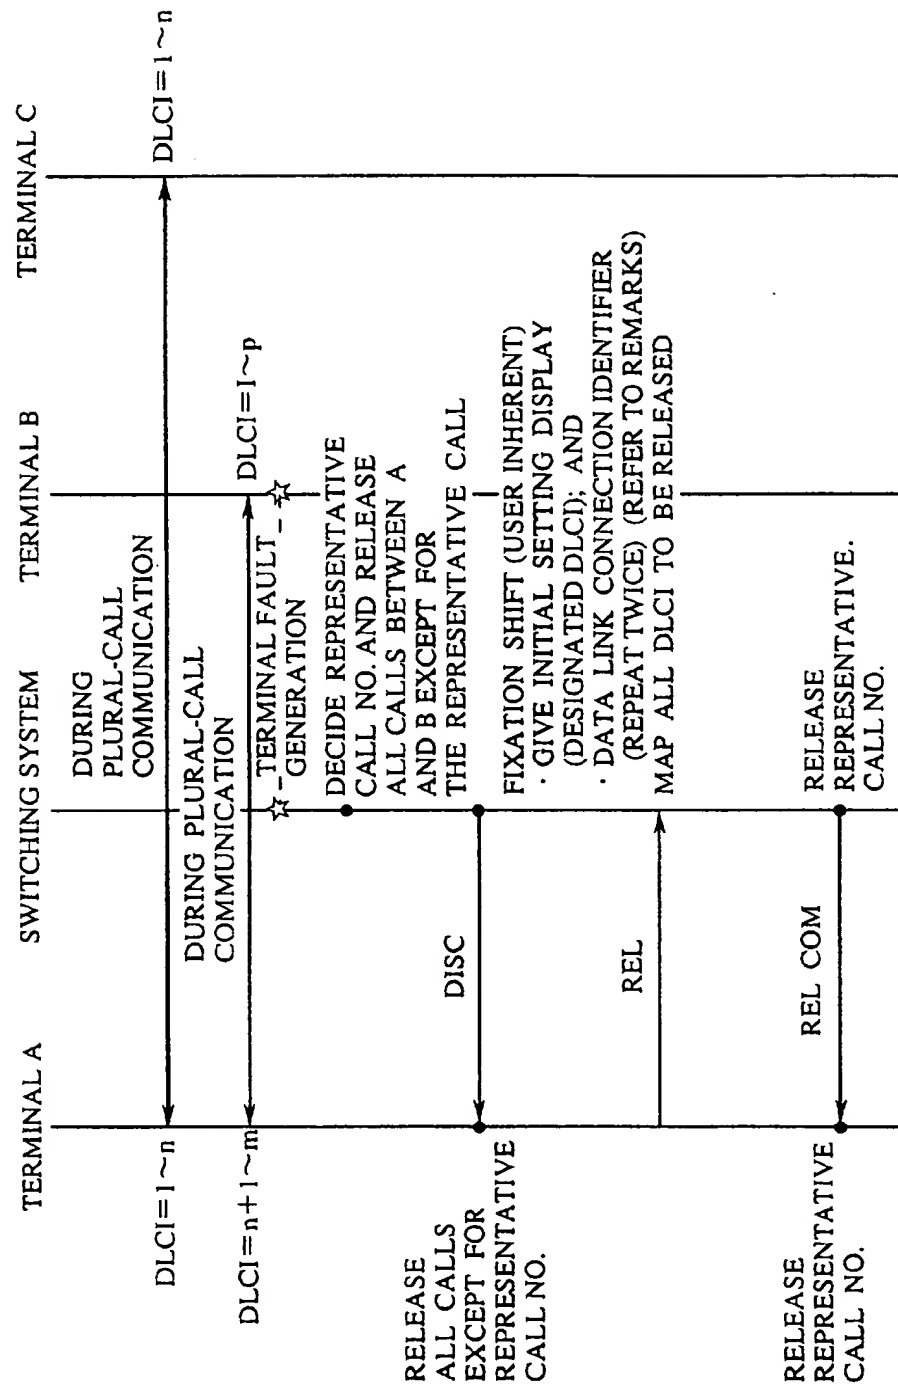 TERMINAL A
SWITCHING SYSTEM
TERMINAL B
TERMINAL C
DURING
PLURAL-CALL
COMMUNICATION
DLCI=1~n
DLCI=1~n
DURING PLURAL-CALL
COMMUNICATION
DLCI=n+1~m
DLCI=1~p
TERMINAL FAULT
GENERATION
DECIDE REPRESENTATIVE
CALL NO. AND RELEASE
ALL CALLS BETWEEN A
AND B EXCEPT FOR
THE REPRESENTATIVE CALL
RELEASE
ALL CALLS
EXCEPT FOR
REPRESENTATIVE
CALL NO.
DISC
FIXATION SHIFT (USER INHERENT)
· GIVE INITIAL SETTING DISPLAY
(DESIGNATED DLCI); AND
· DATA LINK CONNECTION IDENTIFIER
(REPEAT TWICE) (REFER TO REMARKS)
MAP ALL DLCI TO BE RELEASED
REL
REL COM
RELEASE
REPRESENTATIVE.
CALL NO.
RELEASE
REPRESENTATIVE
CALL NO.